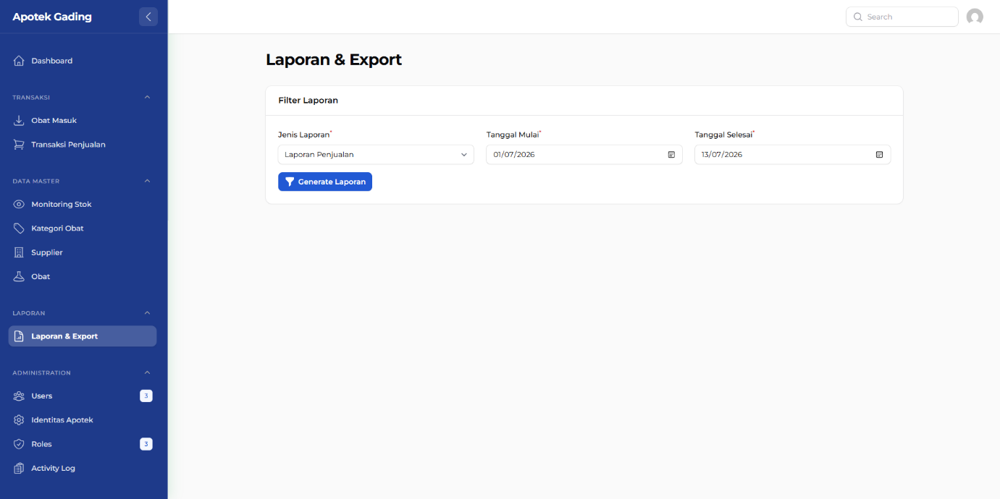 Apotek Gading
Search
Dashboard
TRANSAKSI
Obat Masuk
Transaksi Penjualan
DATA MASTER
Monitoring Stok
Kategori Obat
Supplier
Obat
LAPORAN
Laporan & Export
ADMINISTRATION
Users 3
Identitas Apotek
Roles 3
Activity Log
Laporan & Export
Filter Laporan
Jenis Laporan* Tanggal Mulai* Tanggal Selesai*
Laporan Penjualan 01/07/2026 13/07/2026
Generate Laporan